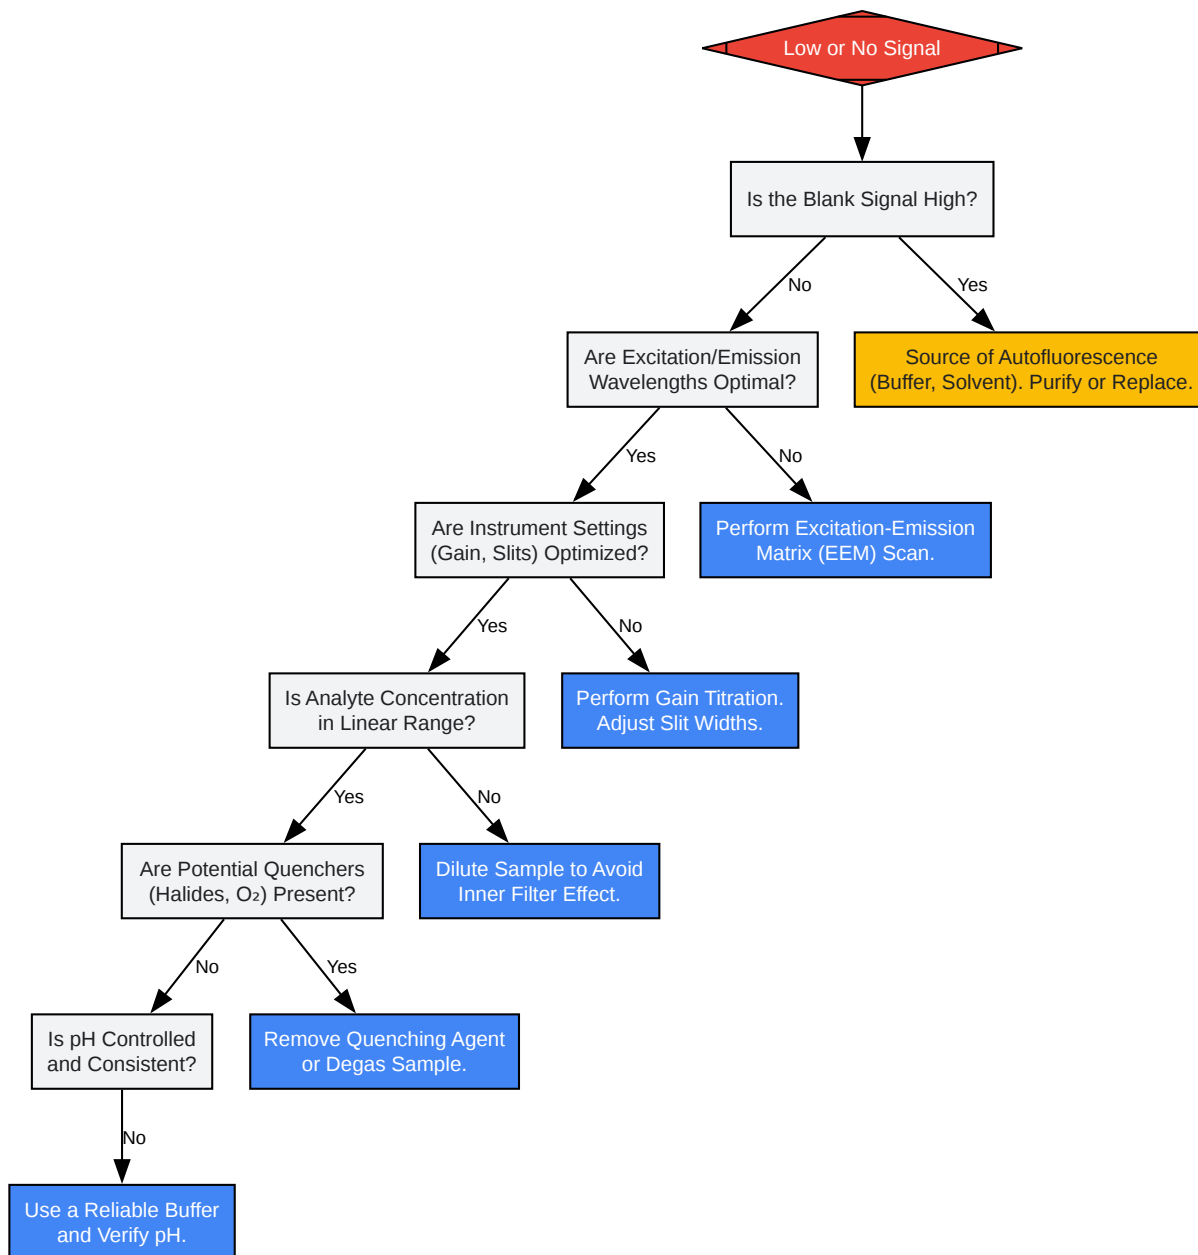 Low or No Signal
Is the Blank Signal High?
No
Yes
Are Excitation/Emission
Wavelengths Optimal?
Source of Autofluorescence
(Buffer, Solvent). Purify or Replace.
Yes
No
Are Instrument Settings
(Gain, Slits) Optimized?
Perform Excitation-Emission
Matrix (EEM) Scan.
Yes
No
Is Analyte Concentration
in Linear Range?
Perform Gain Titration.
Adjust Slit Widths.
Yes
No
Are Potential Quenchers
(Halides, O₂) Present?
Dilute Sample to Avoid
Inner Filter Effect.
No
Yes
Is pH Controlled
and Consistent?
Remove Quenching Agent
or Degas Sample.
No
Use a Reliable Buffer
and Verify pH.